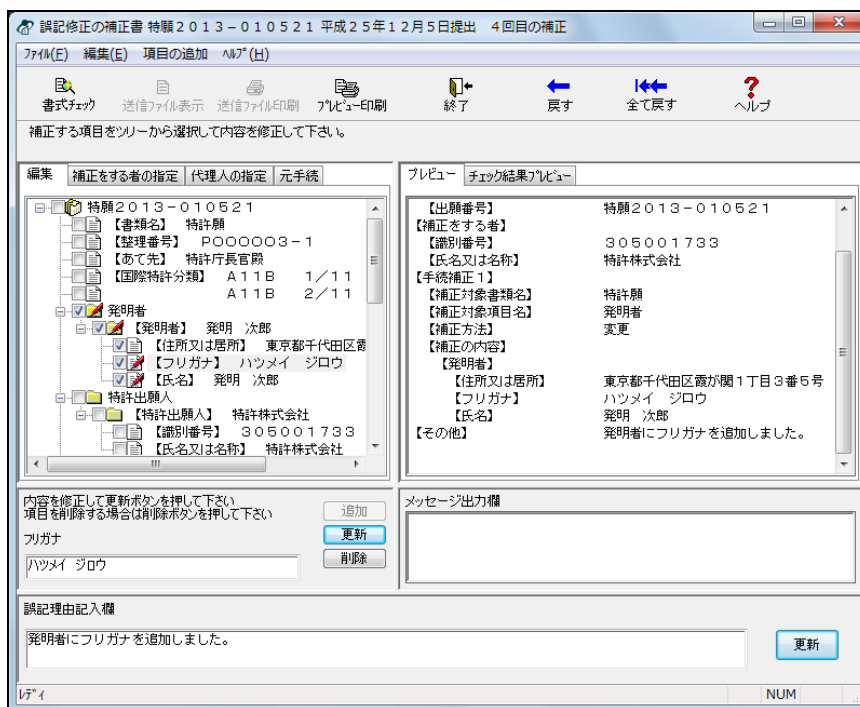 誤記修正の補正書 特願２０１３－０１０５２１ 平成２５年１２月５日提出　４回目の補正
ﾌｧｲﾙ(F)　編集(E)　項目の追加　ﾍﾙﾌﾟ(H)
書式ﾁｪｯｸ　送信ﾌｧｲﾙ表示　送信ﾌｧｲﾙ印刷　ﾌﾟﾚﾋﾞｭｰ印刷　終了　戻す　全て戻す　ヘルプ
補正する項目をツリーから選択して内容を修正して下さい。
編集　補正をする者の指定　代理人の指定　元手続
特願２０１３－０１０５２１
【書類名】　特許願
【整理番号】　Ｐ０００００３－１
【あて先】　特許庁長官殿
【国際特許分類】　Ａ１１Ｂ　　１／１１
Ａ１１Ｂ　　２／１１
発明者
【発明者】　発明　次郎
【住所又は居所】　東京都千代田区霞
【フリガナ】　ハツメイ　ジロウ
【氏名】　発明　次郎
特許出願人
【特許出願人】　特許株式会社
【識別番号】　３０５００１７３３
【氏名又は名称】　特許株式会社
プレビュー　チェック結果ﾌﾟﾚﾋﾞｭｰ
【出願番号】　特願２０１３－０１０５２１
【補正をする者】
【識別番号】　３０５００１７３３
【氏名又は名称】　特許株式会社
【手続補正１】
【補正対象書類名】　特許願
【補正対象項目名】　発明者
【補正方法】　変更
【補正の内容】
【発明者】
【住所又は居所】　東京都千代田区霞が関１丁目３番５号
【フリガナ】　ハツメイ　ジロウ
【氏名】　発明　次郎
【その他】　発明者にフリガナを追加しました。
内容を修正して更新ボタンを押して下さい
項目を削除する場合は削除ボタンを押して下さい
追加
フリガナ
更新
ハツメイ ジロウ
削除
メッセージ出力欄
誤記理由記入欄
発明者にフリガナを追加しました。
更新
ﾚﾃﾞｨ　NUM